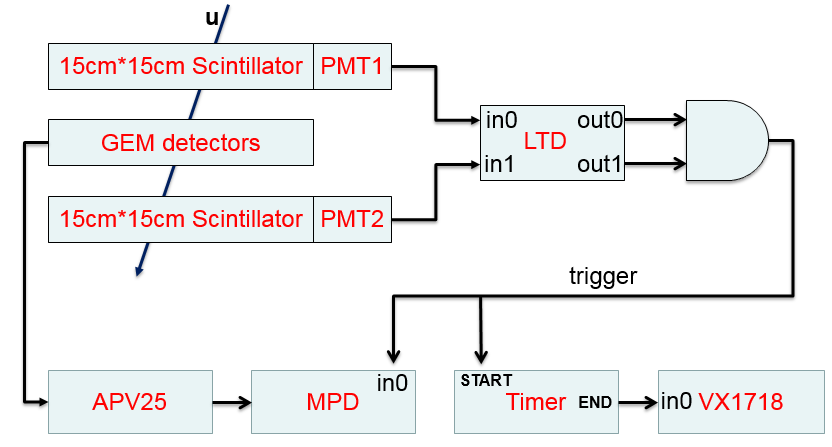 u
15cm*15cm Scintillator PMT1
GEM detectors
15cm*15cm Scintillator PMT2
in0 out0
LTD
in1 out1
trigger
APV25
in0
MPD
START
Timer END
in0 VX1718